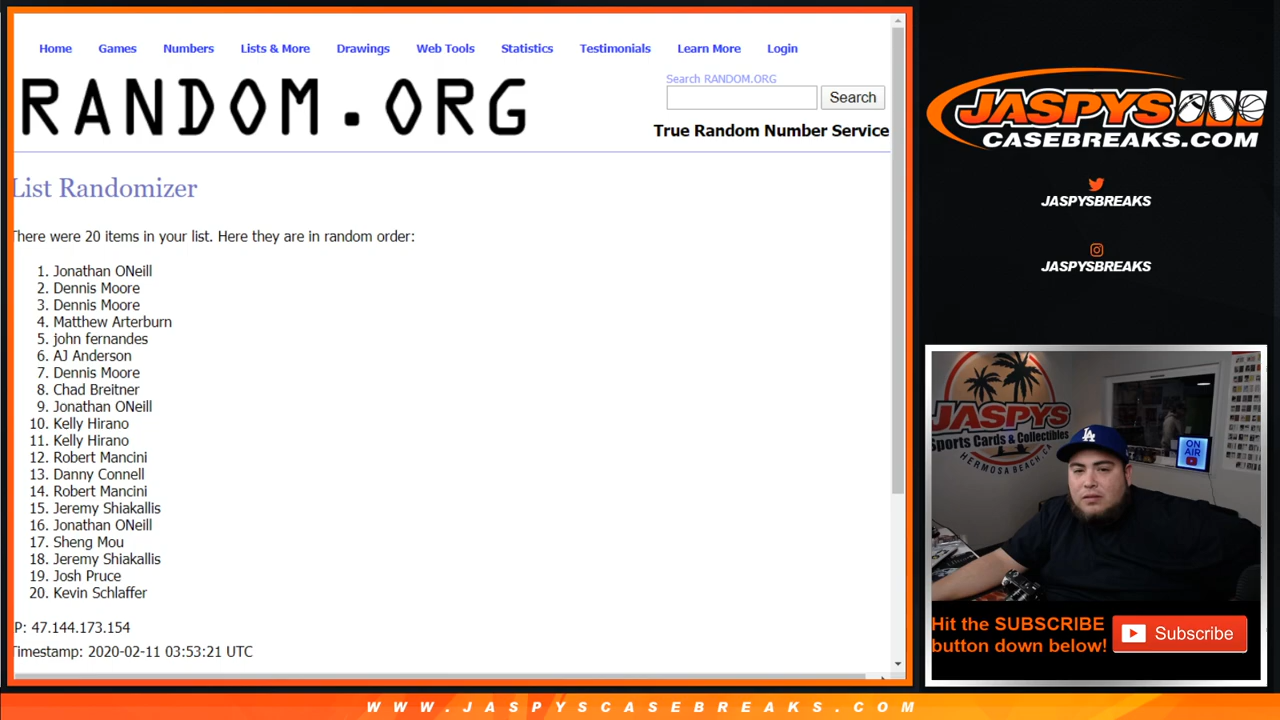 Home Games Numbers Lists & More Drawings Web Tools Statistics Testimonials Learn More Login
RANDOM.ORG
Search RANDOM.ORG
Search
True Random Number Service
List Randomizer
There were 20 items in your list. Here they are in random order:
1. Jonathan ONeill
2. Dennis Moore
3. Dennis Moore
4. Matthew Arterburn
5. john fernandes
6. AJ Anderson
7. Dennis Moore
8. Chad Breitner
9. Jonathan ONeill
10. Kelly Hirano
11. Kelly Hirano
12. Robert Mancini
13. Danny Connell
14. Robert Mancini
15. Jeremy Shiakallis
16. Jonathan ONeill
17. Sheng Mou
18. Jeremy Shiakallis
19. Josh Pruce
20. Kevin Schlaffer
P: 47.144.173.154
Timestamp: 2020-02-11 03:53:21 UTC
JASPYS
CASEBREAKS.COM
JASPYSBREAKS
JASPYSBREAKS
JASPYS
Sports Cards & Collectibles
HERMOSA BEACH, CA
LA
ON
AIR
Hit the SUBSCRIBE
button down below!
Subscribe
WWW.JASPYSCASEBREAKS.COM